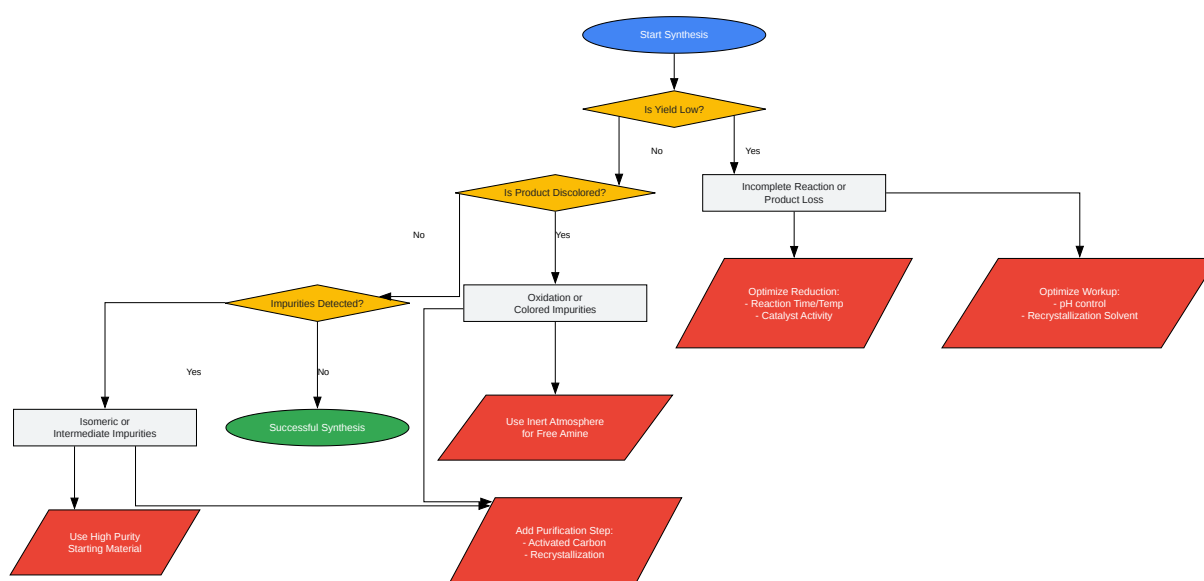 Start Synthesis
Is Yield Low?
No
Yes
Is Product Discolored?
Incomplete Reaction or
Product Loss
No
Yes
Impurities Detected?
Oxidation or
Colored Impurities
Optimize Reduction:
- Reaction Time/Temp
- Catalyst Activity
Optimize Workup:
- pH control
- Recrystallization Solvent
Yes
No
Isomeric or
Intermediate Impurities
Successful Synthesis
Use Inert Atmosphere
for Free Amine
Use High Purity
Starting Material
Add Purification Step:
- Activated Carbon
- Recrystallization